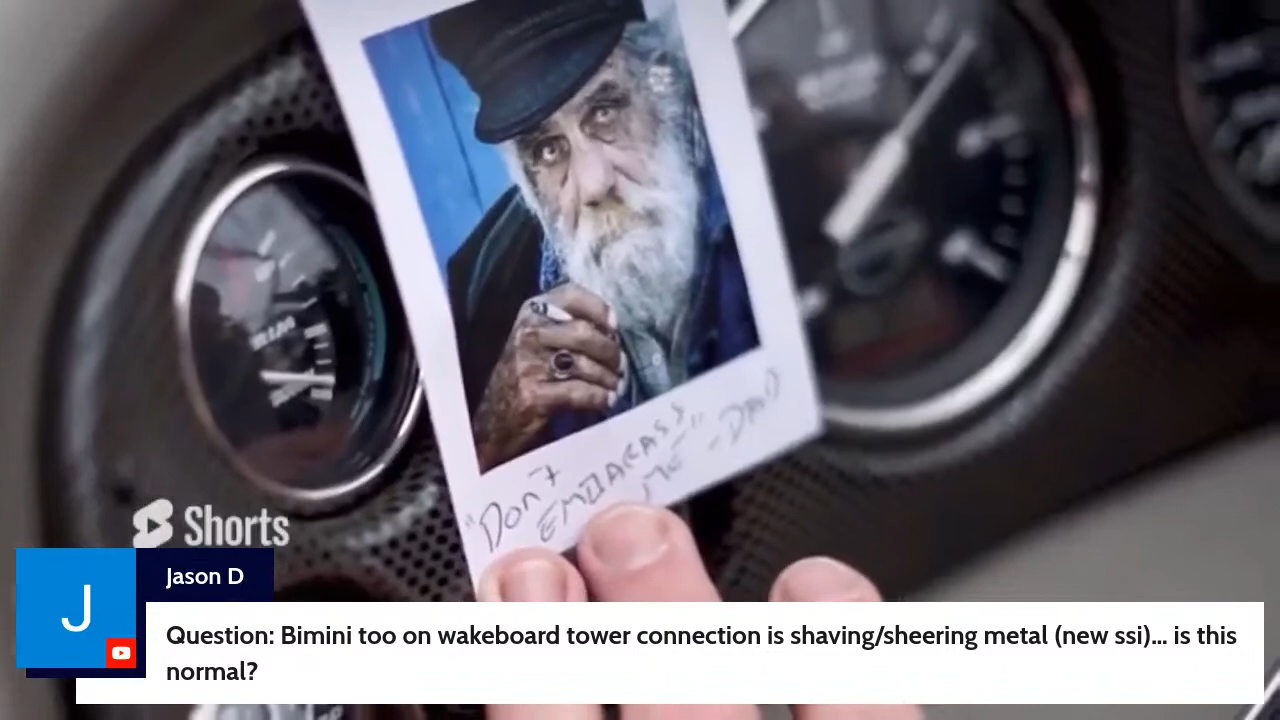 TRIM
"Don't
EMBARASS
ME"
-DAD
Shorts
J
Jason D
Question: Bimini too on wakeboard tower connection is shaving/sheering metal (new ssi)... is this
normal?